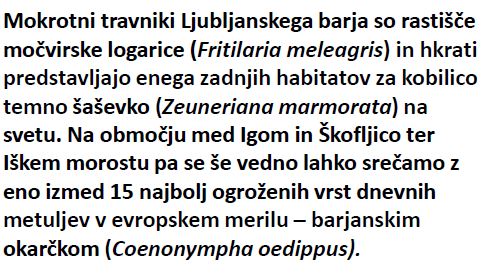 Mokrotni travniki Ljubljanskega barja so rastišče
močvirske logarice (Fritilaria meleagris) in hkrati
predstavljajo enega zadnjih habitatov za kobilico
temno šaševko (Zeuneriana marmorata) na
svetu. Na območju med Igom in Škofljico ter
Iškem morostu pa se še vedno lahko srečamo z
eno izmed 15 najbolj ogroženih vrst dnevnih
metuljev v evropskem merilu – barjanskim
okarčkom (Coenonympha oedippus).